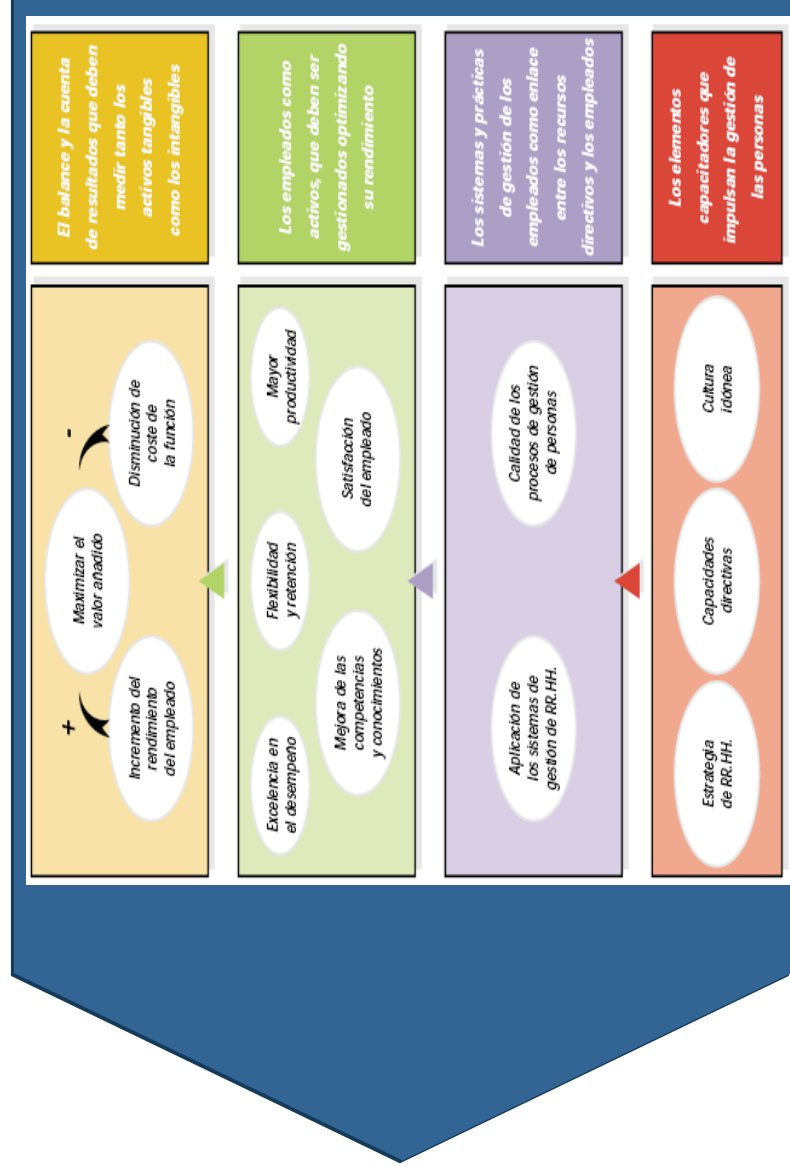 +
Maximizar el
valor añadido
-
Incremento del
rendimiento
del empleado
Disminución de
coste de
la función
El balance y la cuenta
de resultados que deben
medir tanto los
activos tangibles
como los intangibles
Excelencia en
el desempeño
Flexibilidad
y retención
Mayor
productividad
Mejora de las
competencias
y conocimientos
Satisfacción
del empleado
Los empleados como
activos, que deben ser
gestionados optimizando
su rendimiento
Aplicación de
los sistemas de
gestión de RR.HH.
Calidad de los
procesos de gestión
de personas
Los sistemas y prácticas
de gestión de los
empleados como enlace
entre los recursos
directivos y los empleados
Estrategia
de RR.HH.
Capacidades
directivas
Cultura
idónea
Los elementos
capacitadores que
impulsan la gestión de
las personas